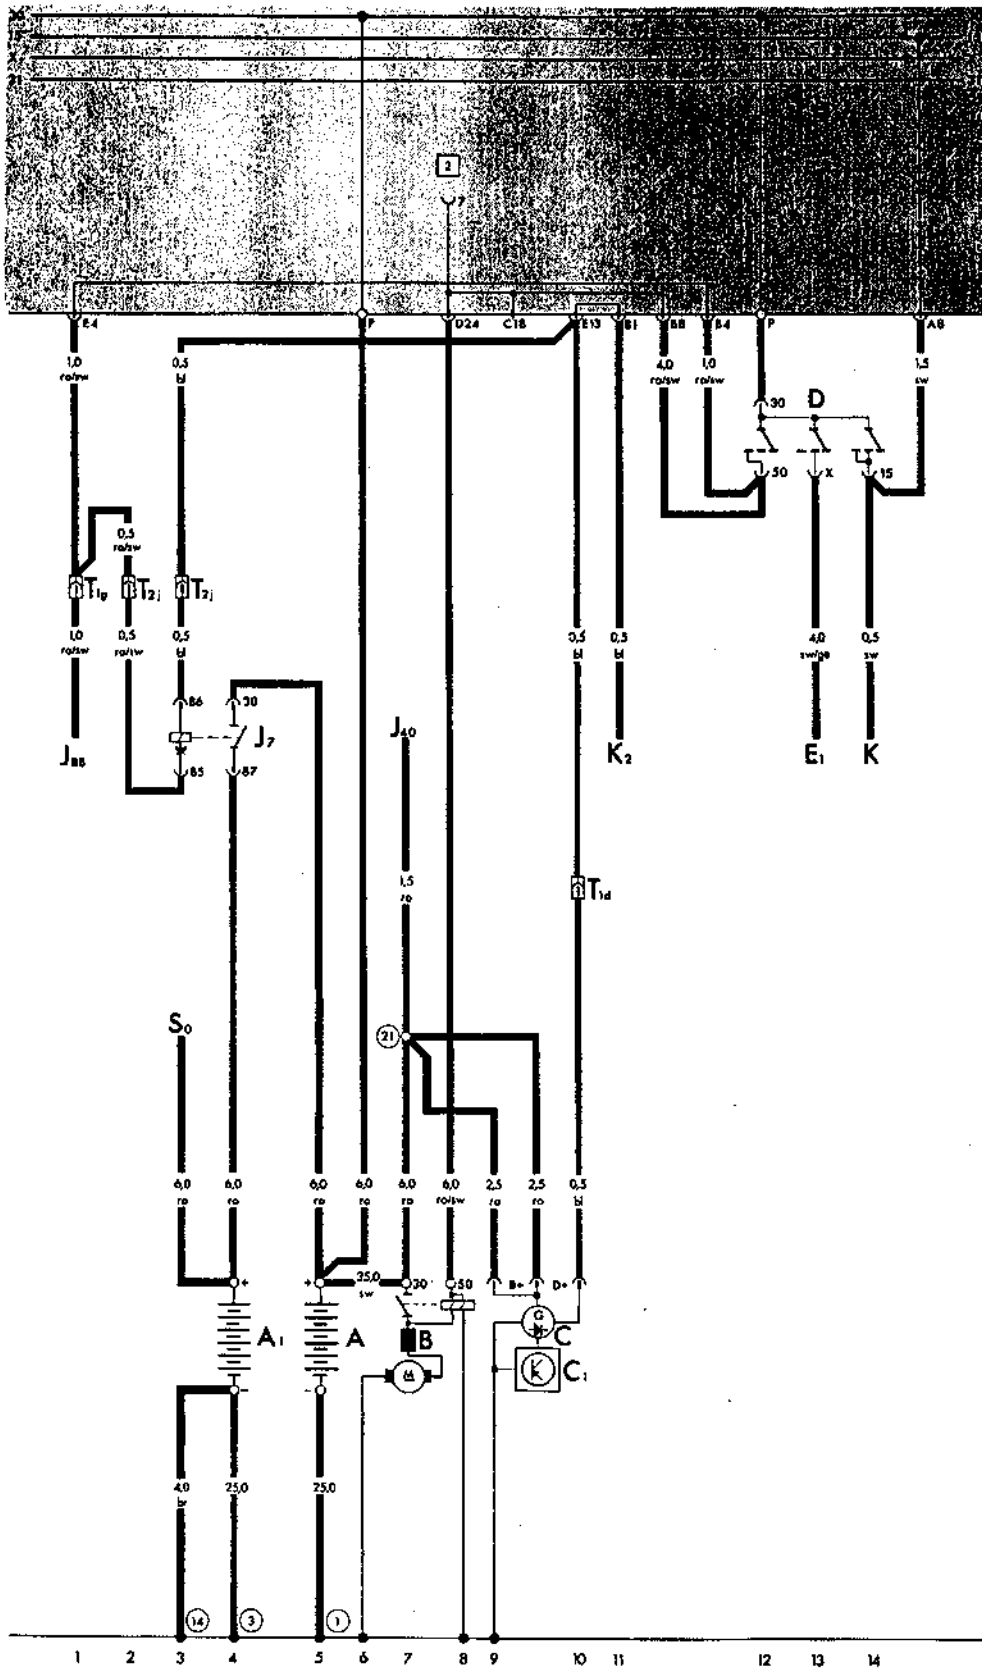 2
7
E4 P D24 C18 E13 B1 B8 B4 P A8
1,0 ro/sw
0,5 bl
4,0 ro/sw
1,0 ro/sw
1,5 sw
30 D
50 X 15
0,5 ro/sw
T1g T2j T2j
1,0 ro/sw
0,5 ro/sw
0,5 bl
0,5 bl
0,5 bl
4,0 sw/ge
0,5 sw
86 30
J7
85 87
J88
J40
K2
E1
K
1,5 ro
T1d
S0
21
6,0 ro
6,0 ro
6,0 ro
6,0 ro
6,0 ro
6,0 ro/sw
2,5 ro
2,5 ro
0,5 bl
+ + 25,0 sw 30 50 B+ D+
A1 A B G C
M C1
- -
4,0 br
25,0
25,0
14 3 1
1 2 3 4 5 6 7 8 9 10 11 12 13 14